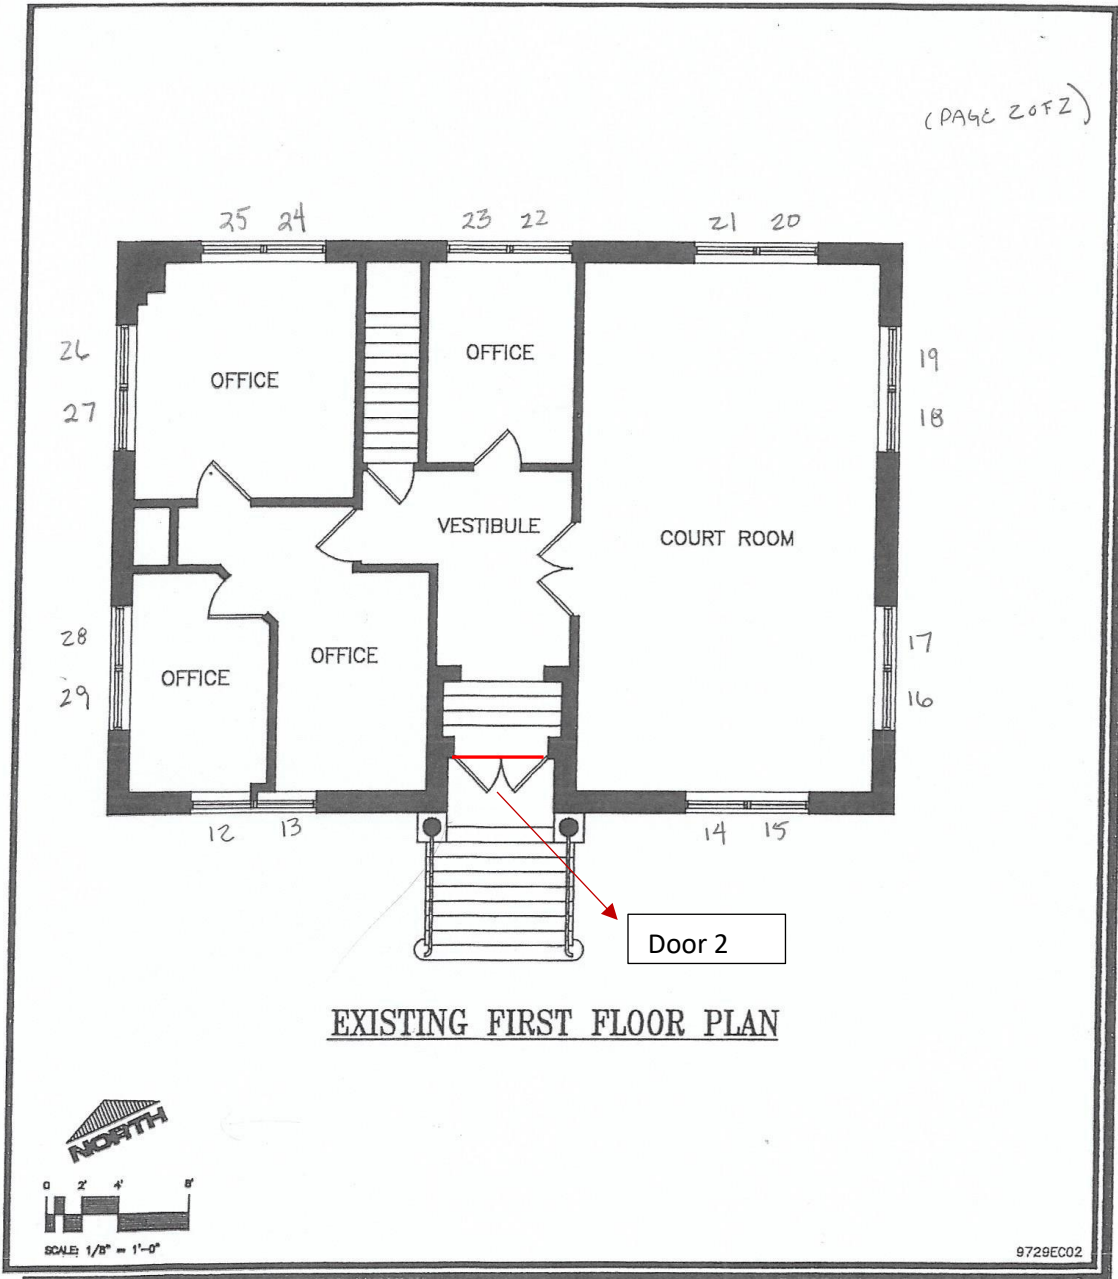 (PAGE 2 OF 2)
25 24 23 22 21 20
26
27
OFFICE
OFFICE
19
18
VESTIBULE
COURT ROOM
28
29
OFFICE
OFFICE
17
16
12 13
14 15
Door 2
EXISTING FIRST FLOOR PLAN
NORTH
0 2' 4' 8'
SCALE: 1/8" = 1'-0"
9729EC02